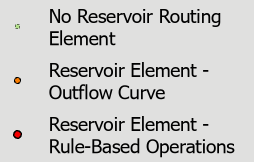 No Reservoir Routing
Element
Reservoir Element -
Outflow Curve
Reservoir Element -
Rule-Based Operations